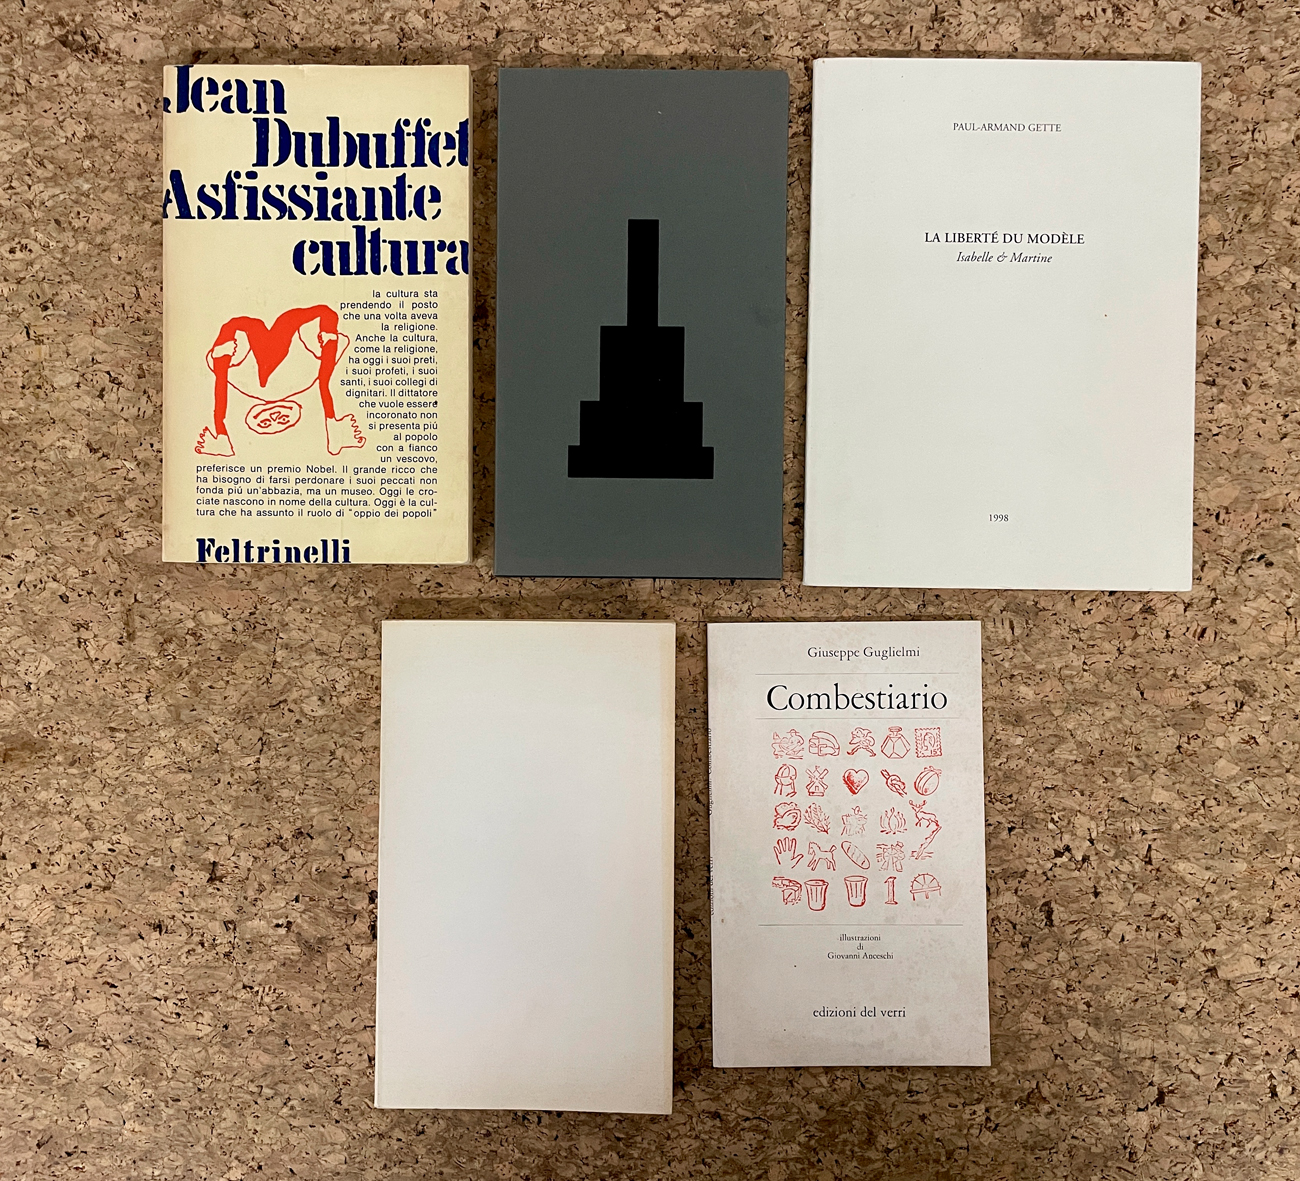 Jean
Dubuffet
Asfissiante
cultura
la cultura sta
prendendo il posto
che una volta aveva
la religione.
Anche la cultura,
come la religione,
ha oggi i suoi preti,
i suoi profeti, i suoi
santi, i suoi collegi di
dignitari. Il dittatore
che vuole essere
incoronato non
si presenta piú
al popolo
con a fianco
un vescovo,
preferisce un premio Nobel. Il grande ricco che
ha bisogno di farsi perdonare i suoi peccati non
fonda piú un'abbazia, ma un museo. Oggi le cro-
ciate nascono in nome della cultura. Oggi è la cul-
tura che ha assunto il ruolo di "oppio dei popoli"
Feltrinelli
PAUL-ARMAND GETTE
LA LIBERTÉ DU MODÈLE
Isabelle & Martine
1998
Giuseppe Guglielmi
Combestiario
1
illustrazioni
di
Giovanni Anceschi
edizioni del verri